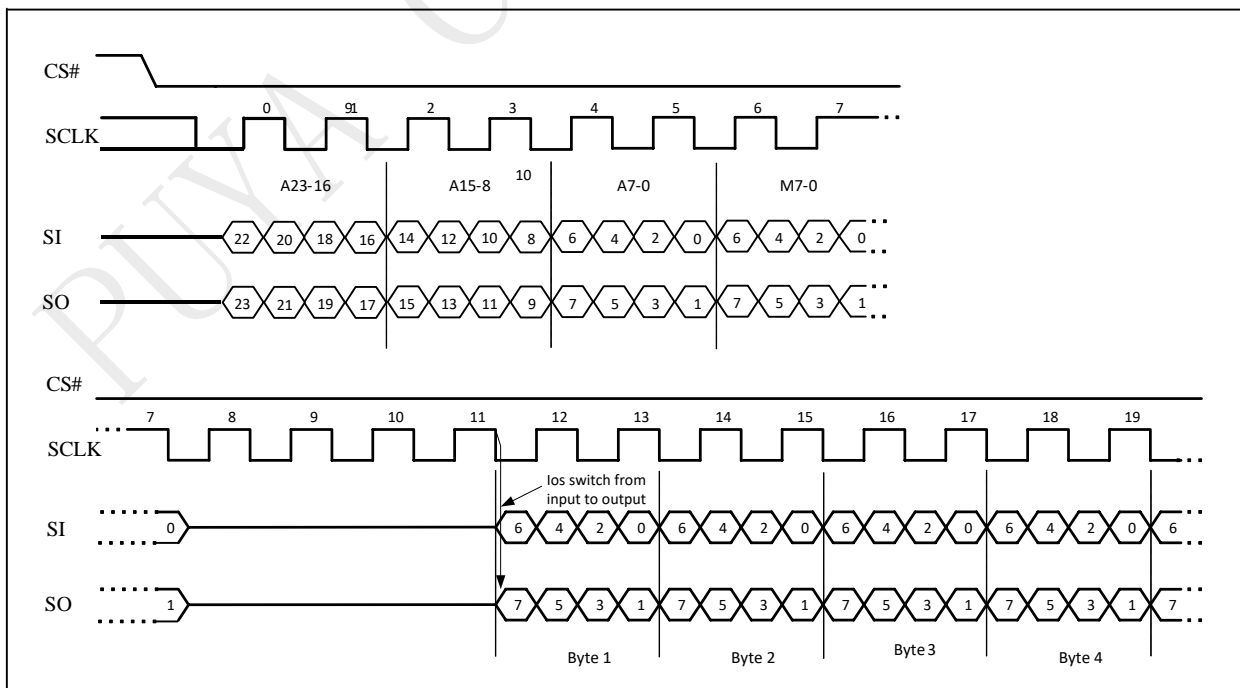 PUYA
CS#
0 91 2 3 4 5 6 7
SCLK
10
A23-16 A15-8 A7-0 M7-0
SI 22 20 18 16 14 12 10 8 6 4 2 0 6 4 2 0
SO 23 21 19 17 15 13 11 9 7 5 3 1 7 5 3 1
CS#
7 8 9 10 11 12 13 14 15 16 17 18 19
SCLK
Ios switch from
input to output
SI 0 6 4 2 0 6 4 2 0 6 4 2 0 6 4 2 0 6
SO 1 7 5 3 1 7 5 3 1 7 5 3 1 7 5 3 1 7
Byte 1 Byte 2 Byte 3 Byte 4